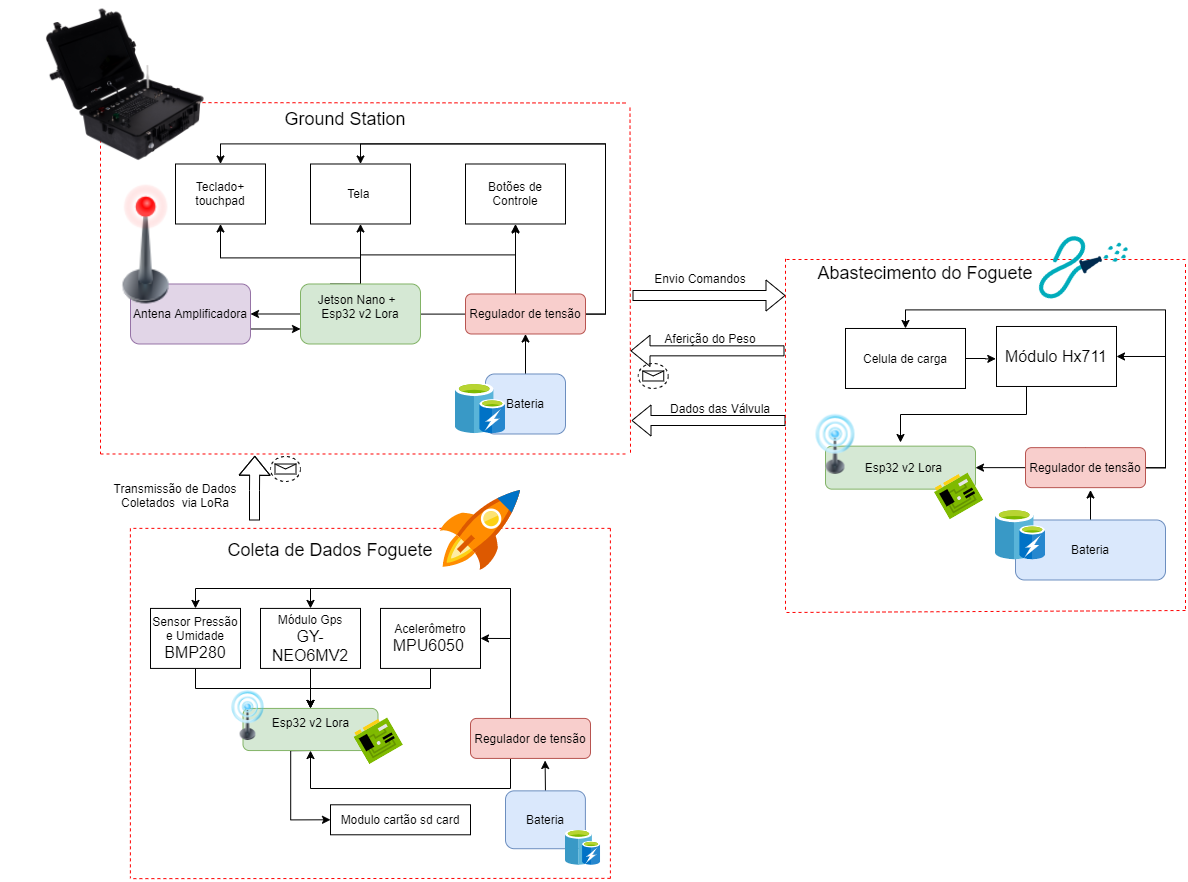 Ground Station
Teclado+
touchpad
Tela
Botões de
Controle
Antena Amplificadora
Jetson Nano +
Esp32 v2 Lora
Regulador de tensão
Bateria
Envio Comandos
Aferição do Peso
Dados das Válvula
Abastecimento do Foguete
Celula de carga
Módulo Hx711
Esp32 v2 Lora
Regulador de tensão
Bateria
Transmissão de Dados
Coletados via LoRa
Coleta de Dados Foguete
Sensor Pressão
e Umidade
BMP280
Módulo Gps
GY-
NEO6MV2
Acelerômetro
MPU6050
Esp32 v2 Lora
Regulador de tensão
Modulo cartão sd card
Bateria